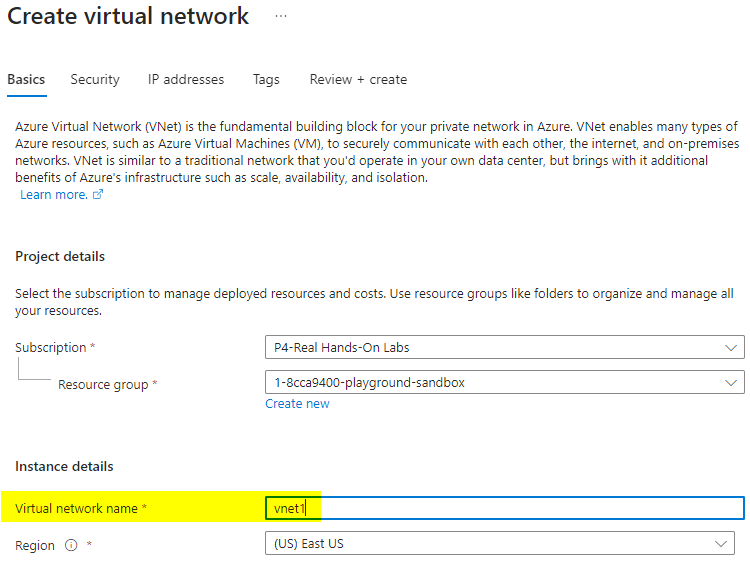 Create virtual network ...
Basics Security IP addresses Tags Review + create
Azure Virtual Network (VNet) is the fundamental building block for your private network in Azure. VNet enables many types of
Azure resources, such as Azure Virtual Machines (VM), to securely communicate with each other, the internet, and on-premises
networks. VNet is similar to a traditional network that you'd operate in your own data center, but brings with it additional
benefits of Azure's infrastructure such as scale, availability, and isolation.
Learn more.
Project details
Select the subscription to manage deployed resources and costs. Use resource groups like folders to organize and manage all
your resources.
Subscription * P4-Real Hands-On Labs
Resource group * 1-8cca9400-playground-sandbox
Create new
Instance details
Virtual network name * vnet1
Region * (US) East US